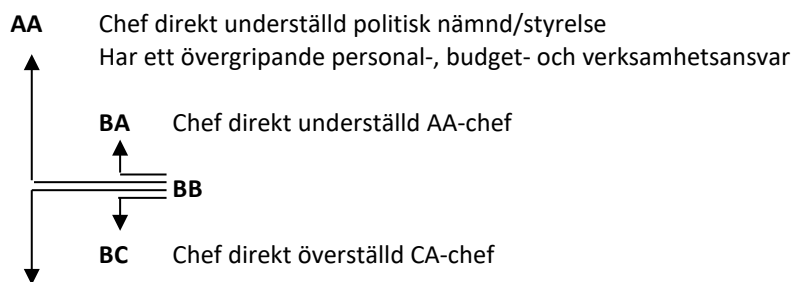 AA Chef direkt underställd politisk nämnd/styrelse
Har ett övergripande personal-, budget- och verksamhetsansvar
BA Chef direkt underställd AA-chef
BB
BC Chef direkt överställd CA-chef